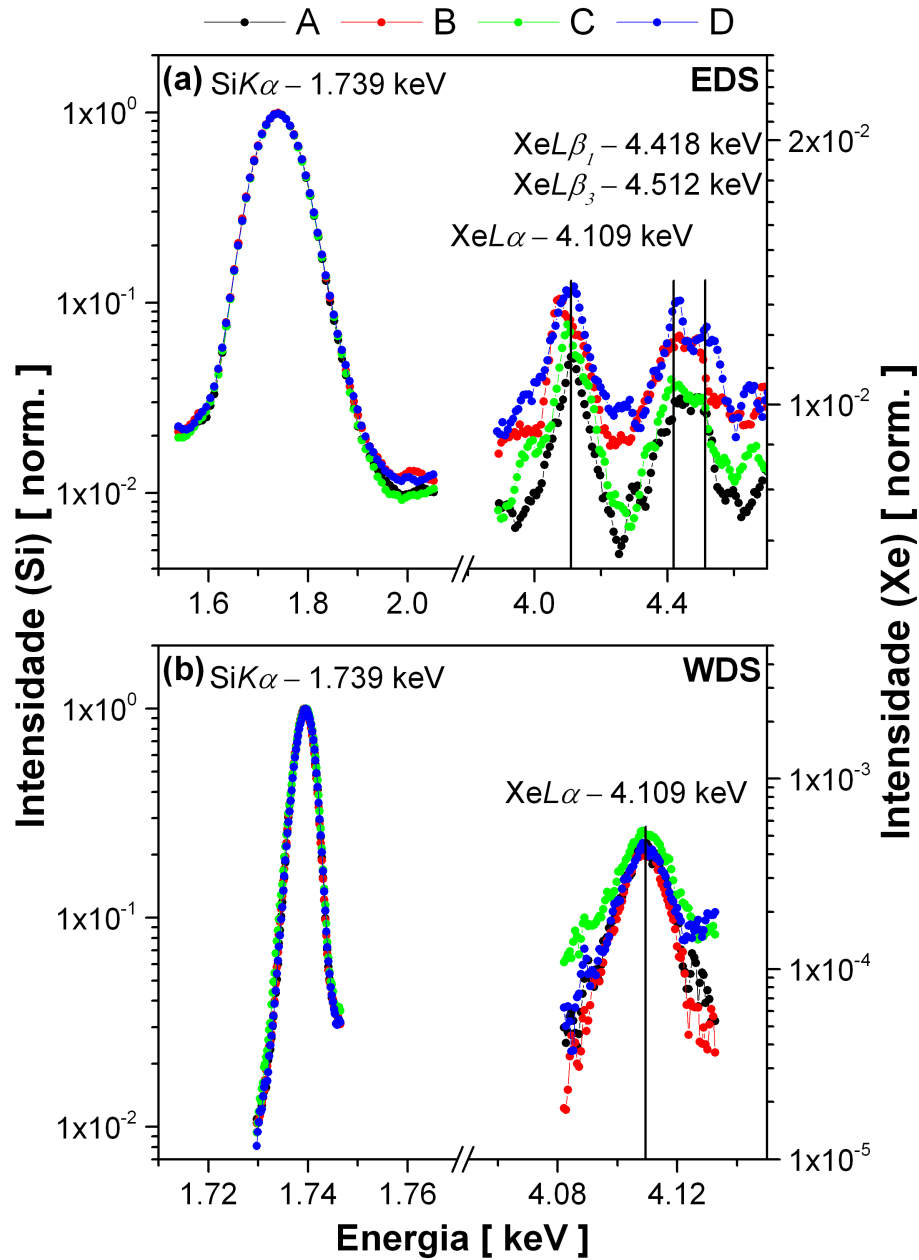 A B C D
(a) SiKα – 1.739 keV EDS
XeLβ₁ – 4.418 keV
XeLβ₃ – 4.512 keV
XeLα – 4.109 keV
1x10⁰
1x10⁻¹
1x10⁻²
2x10⁻²
1x10⁻²
1.6 1.8 2.0 4.0 4.2 4.4
Intensidade (Si) [ norm.]
Intensidade (Xe) [ norm.]
(b) SiKα – 1.739 keV WDS
XeLα – 4.109 keV
1x10⁰
1x10⁻¹
1x10⁻²
1x10⁻³
1x10⁻⁴
1x10⁻⁵
1.72 1.74 1.76 4.08 4.12
Energia [ keV ]